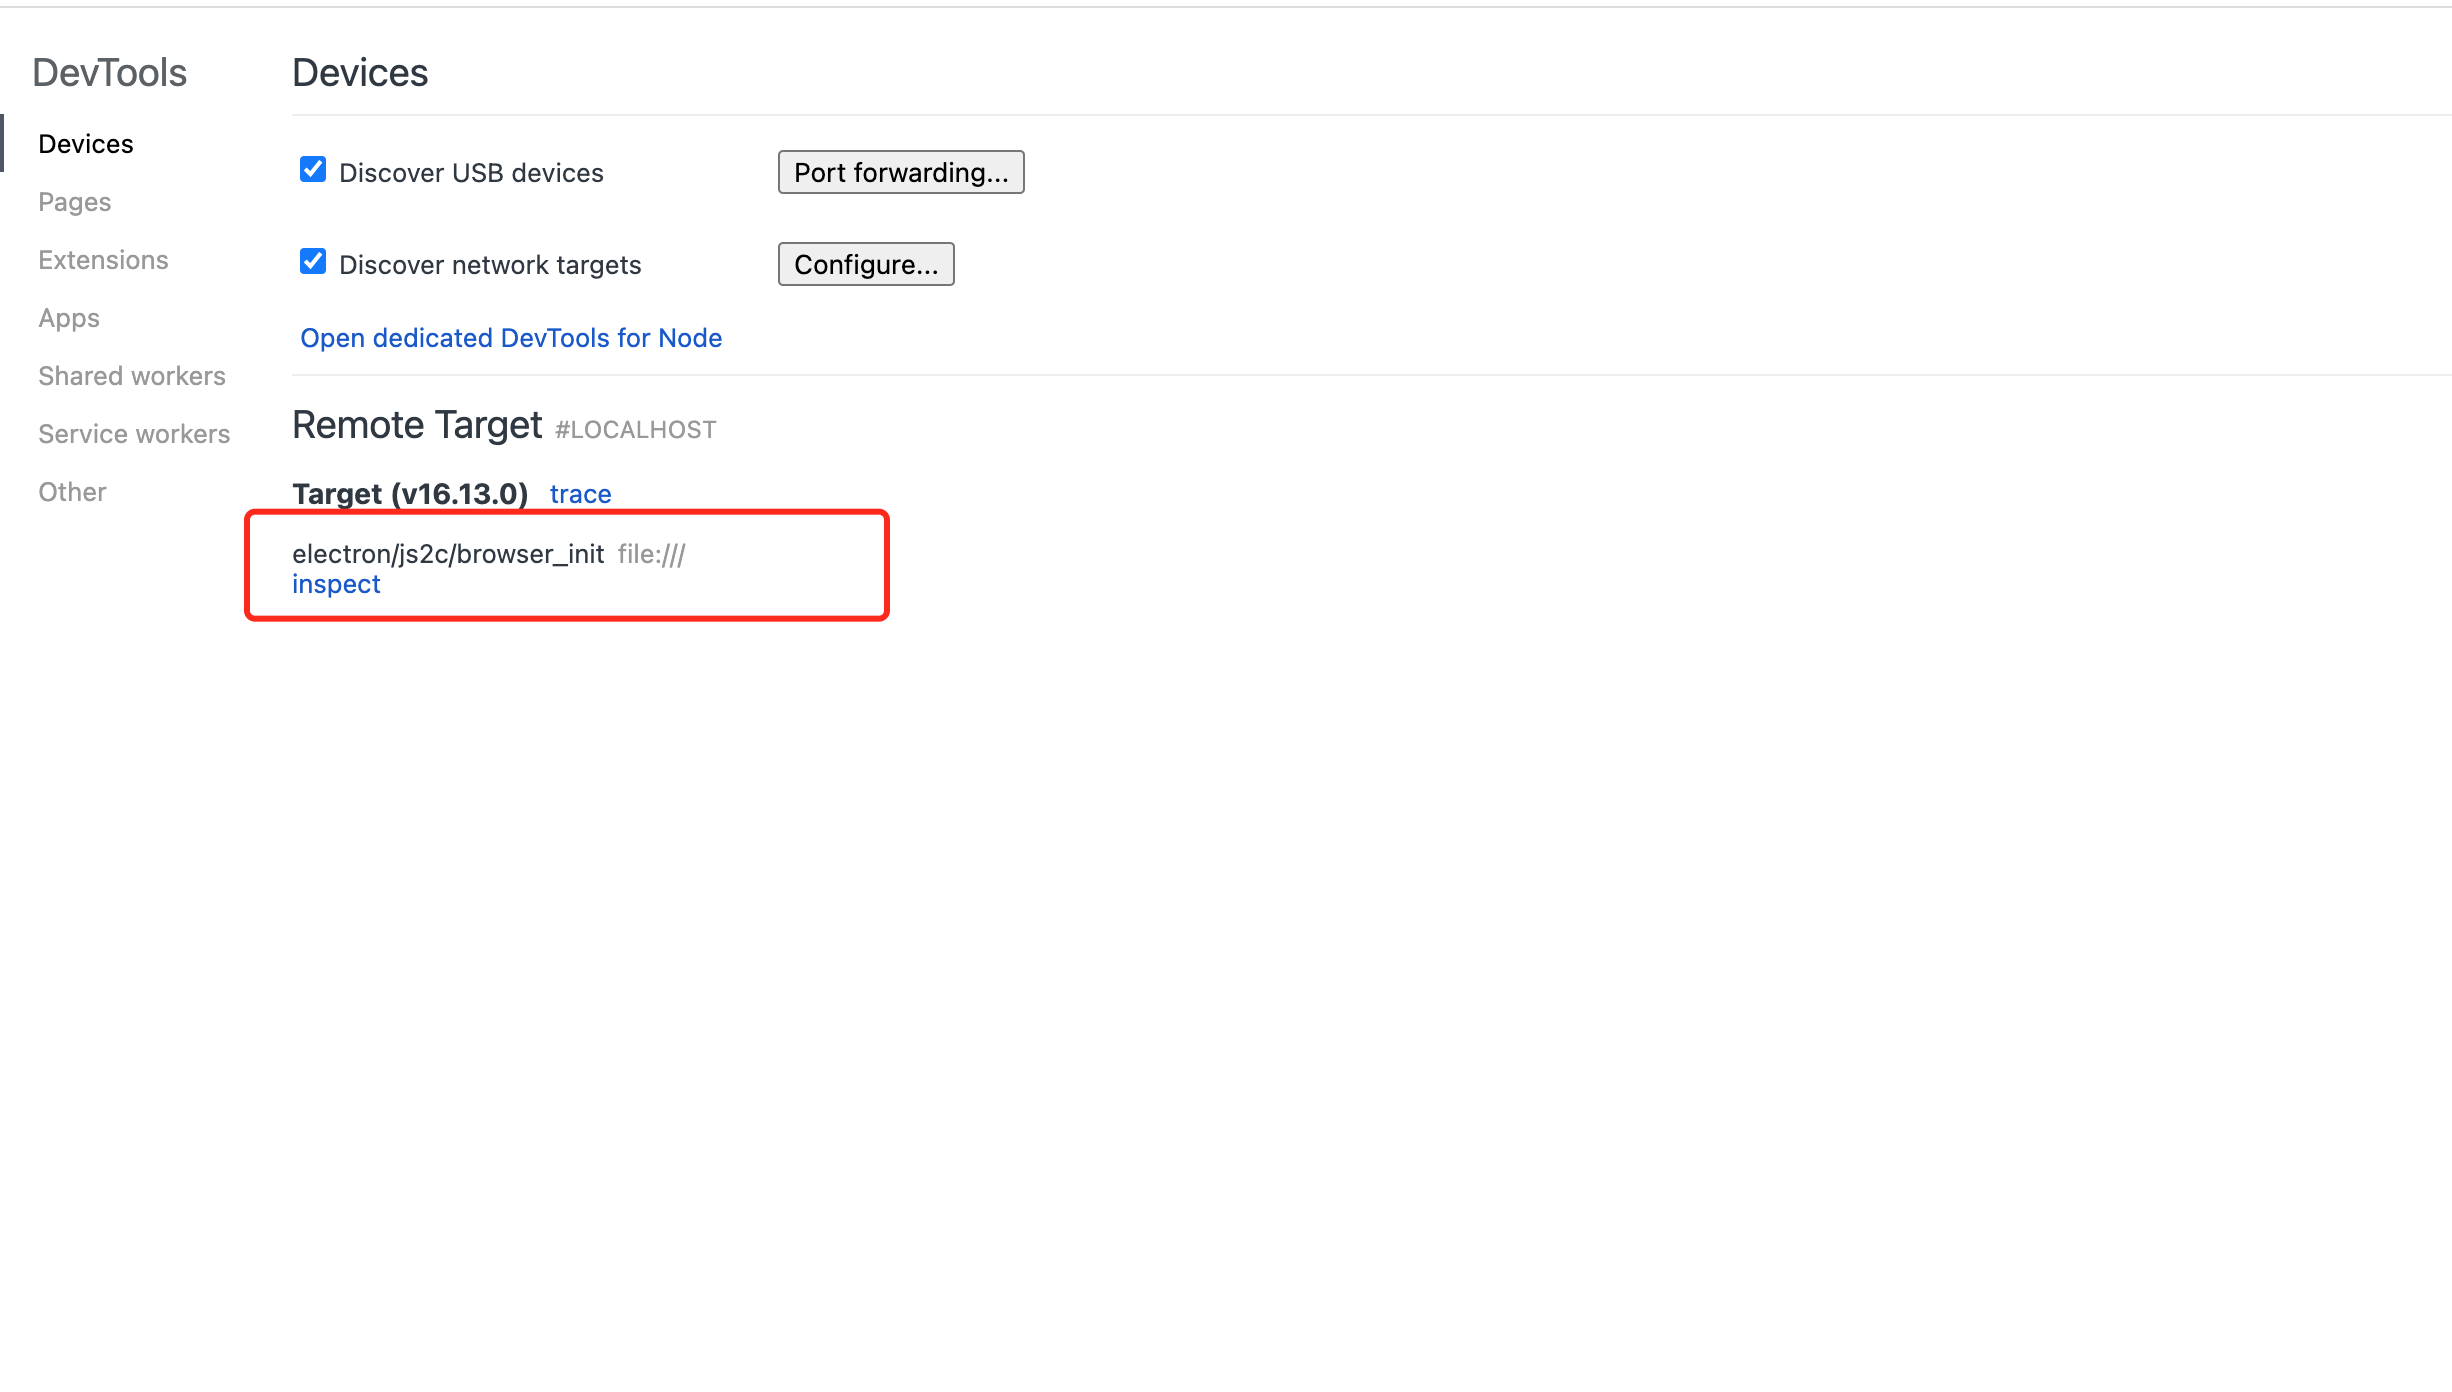 DevTools
Devices
Pages
Extensions
Apps
Shared workers
Service workers
Other
Devices
Discover USB devices Port forwarding...
Discover network targets Configure...
Open dedicated DevTools for Node
Remote Target #LOCALHOST
Target (v16.13.0) trace
electron/js2c/browser_init file:///
inspect